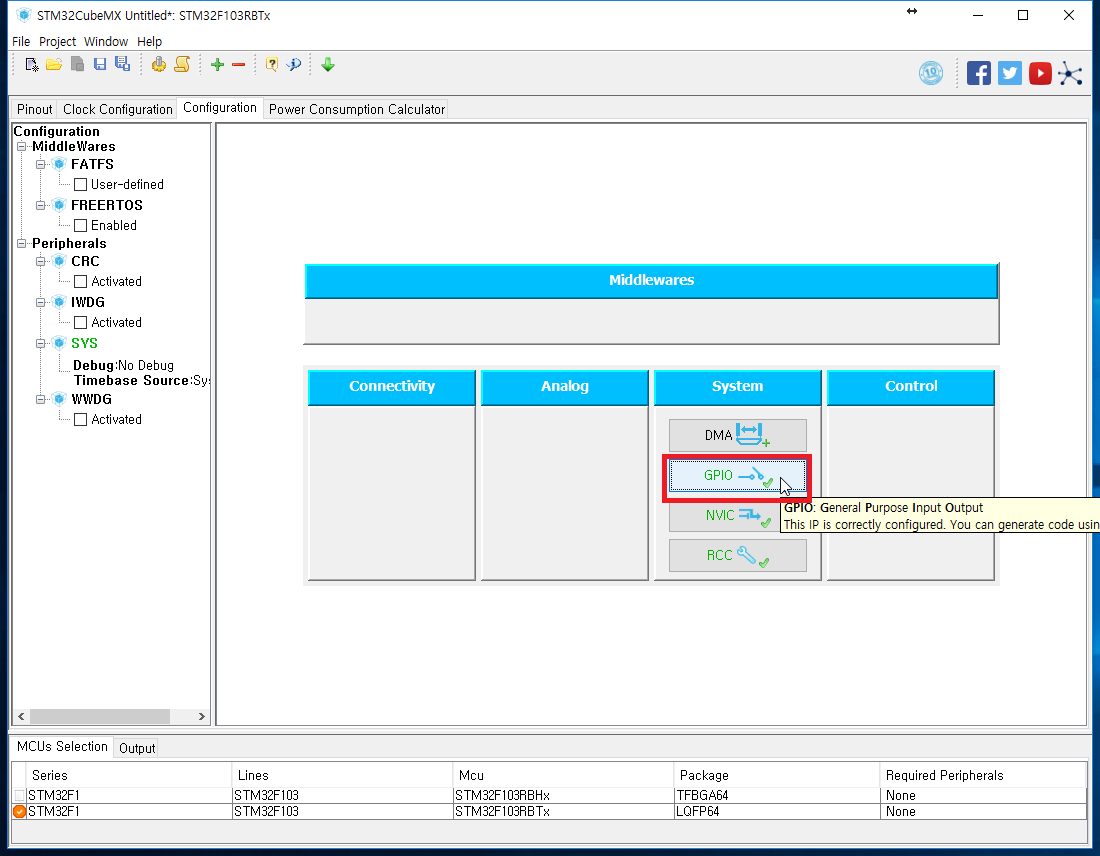 STM32CubeMX Untitled*: STM32F103RBTx
File Project Window Help
19
Pinout Clock Configuration Configuration Power Consumption Calculator
Configuration
MiddleWares
FATFS
User-defined
FREERTOS
Enabled
Peripherals
CRC
Activated
IWDG
Activated
SYS
Debug:No Debug
Timebase Source:Sys
WWDG
Activated
Middlewares
Connectivity Analog System Control
DMA
GPIO
NVIC
RCC
GPIO: General Purpose Input Output
This IP is correctly configured. You can generate code usin
MCUs Selection Output
Series Lines Mcu Package Required Peripherals
STM32F1 STM32F103 STM32F103RBHx TFBGA64 None
STM32F1 STM32F103 STM32F103RBTx LQFP64 None